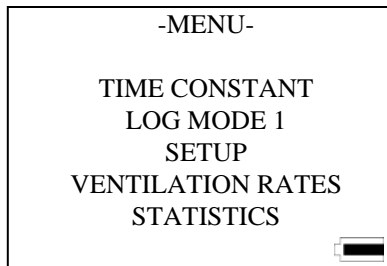 -MENU-
TIME CONSTANT
LOG MODE 1
SETUP
VENTILATION RATES
STATISTICS